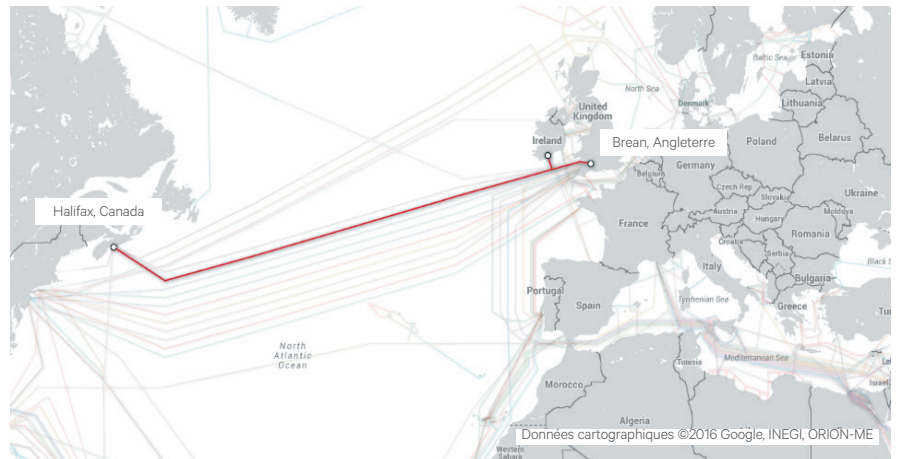 Baltic Sea
Estonia
Latvia
Lithuania
North Sea
Denmark
United
Kingdom
Ireland
Brean, Angleterre
Poland
Belarus
Belgium
Germany
Czech Rep
Slovakia
Ukraine
Halifax, Canada
Austria
Hungary
Moldova
France
Romania
Croatia
Serbia
Black S
Italy
Bulgaria
Portugal
Spain
Tyrrhenian Sea
Greece
Tu
North
Atlantic
Ocean
Tunisia
Mediterranean Sea
Israel
Morocco
Algeria
Données cartographiques ©2016 Google, INEGI, ORION-ME
Western
Sahara